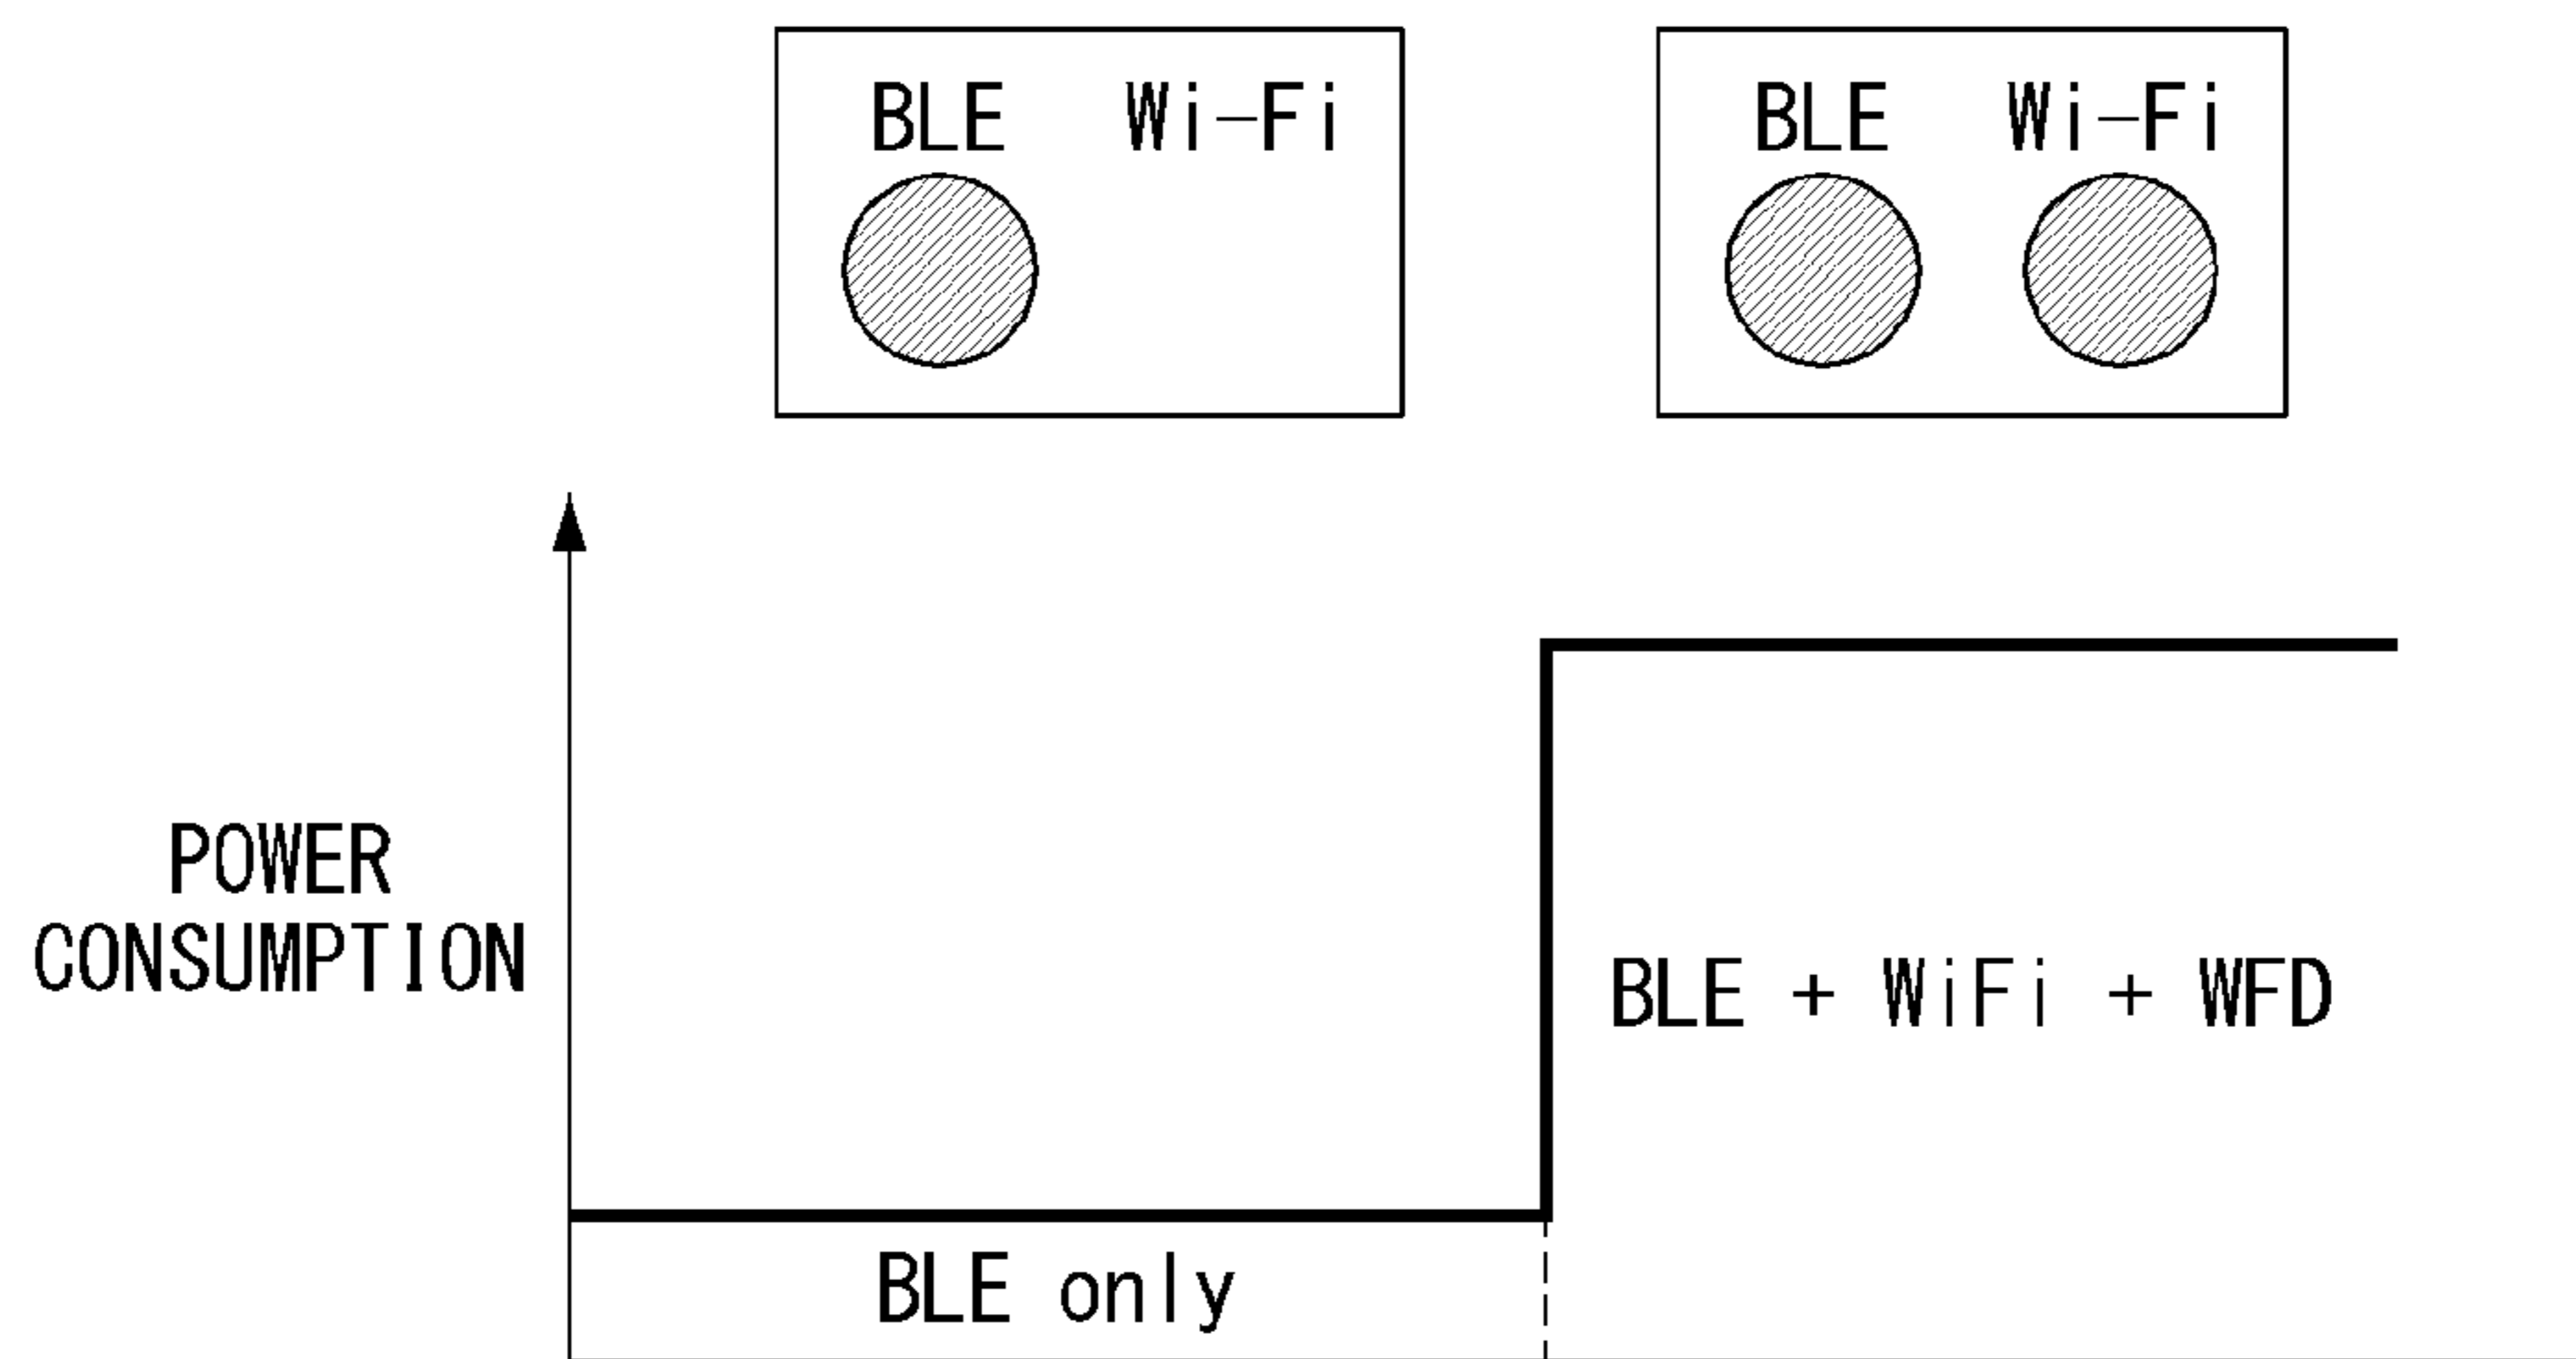 BLE Wi-Fi
BLE Wi-Fi
POWER
CONSUMPTION
BLE + WiFi + WFD
BLE only